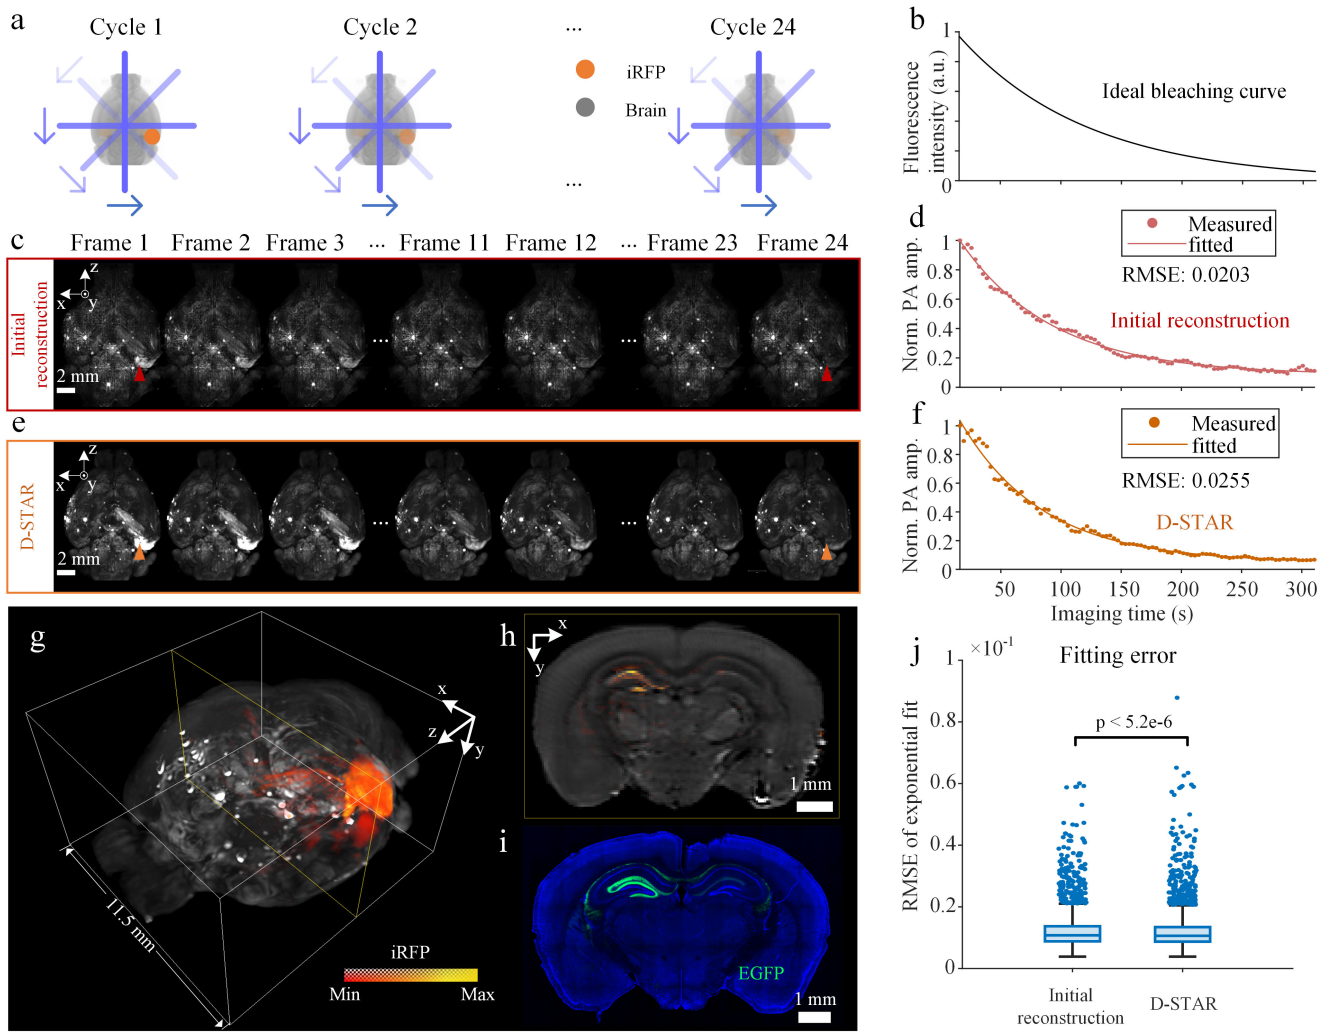 a
Cycle 1
Cycle 2
...
Cycle 24
iRFP
Brain
...
b
Fluorescence
intensity (a.u.)
1
0
Ideal bleaching curve
c
Frame 1
Frame 2
Frame 3
...
Frame 11
Frame 12
...
Frame 23
Frame 24
Initial
reconstruction
z
x
y
2 mm
...
...
d
Norm. PA amp.
1
0.8
0.6
0.4
0.2
0
Measured
fitted
RMSE: 0.0203
Initial reconstruction
e
D-STAR
z
x
y
2 mm
...
...
f
Norm. PA amp.
1
0.8
0.6
0.4
0.2
0
Measured
fitted
RMSE: 0.0255
D-STAR
50
100
150
200
250
300
Imaging time (s)
g
x
z
y
11.5 mm
iRFP
Min
Max
h
x
y
1 mm
i
EGFP
1 mm
j
×10-1
Fitting error
RMSE of exponential fit
1
0.8
0.6
0.4
0.2
0
p < 5.2e-6
Initial
reconstruction
D-STAR